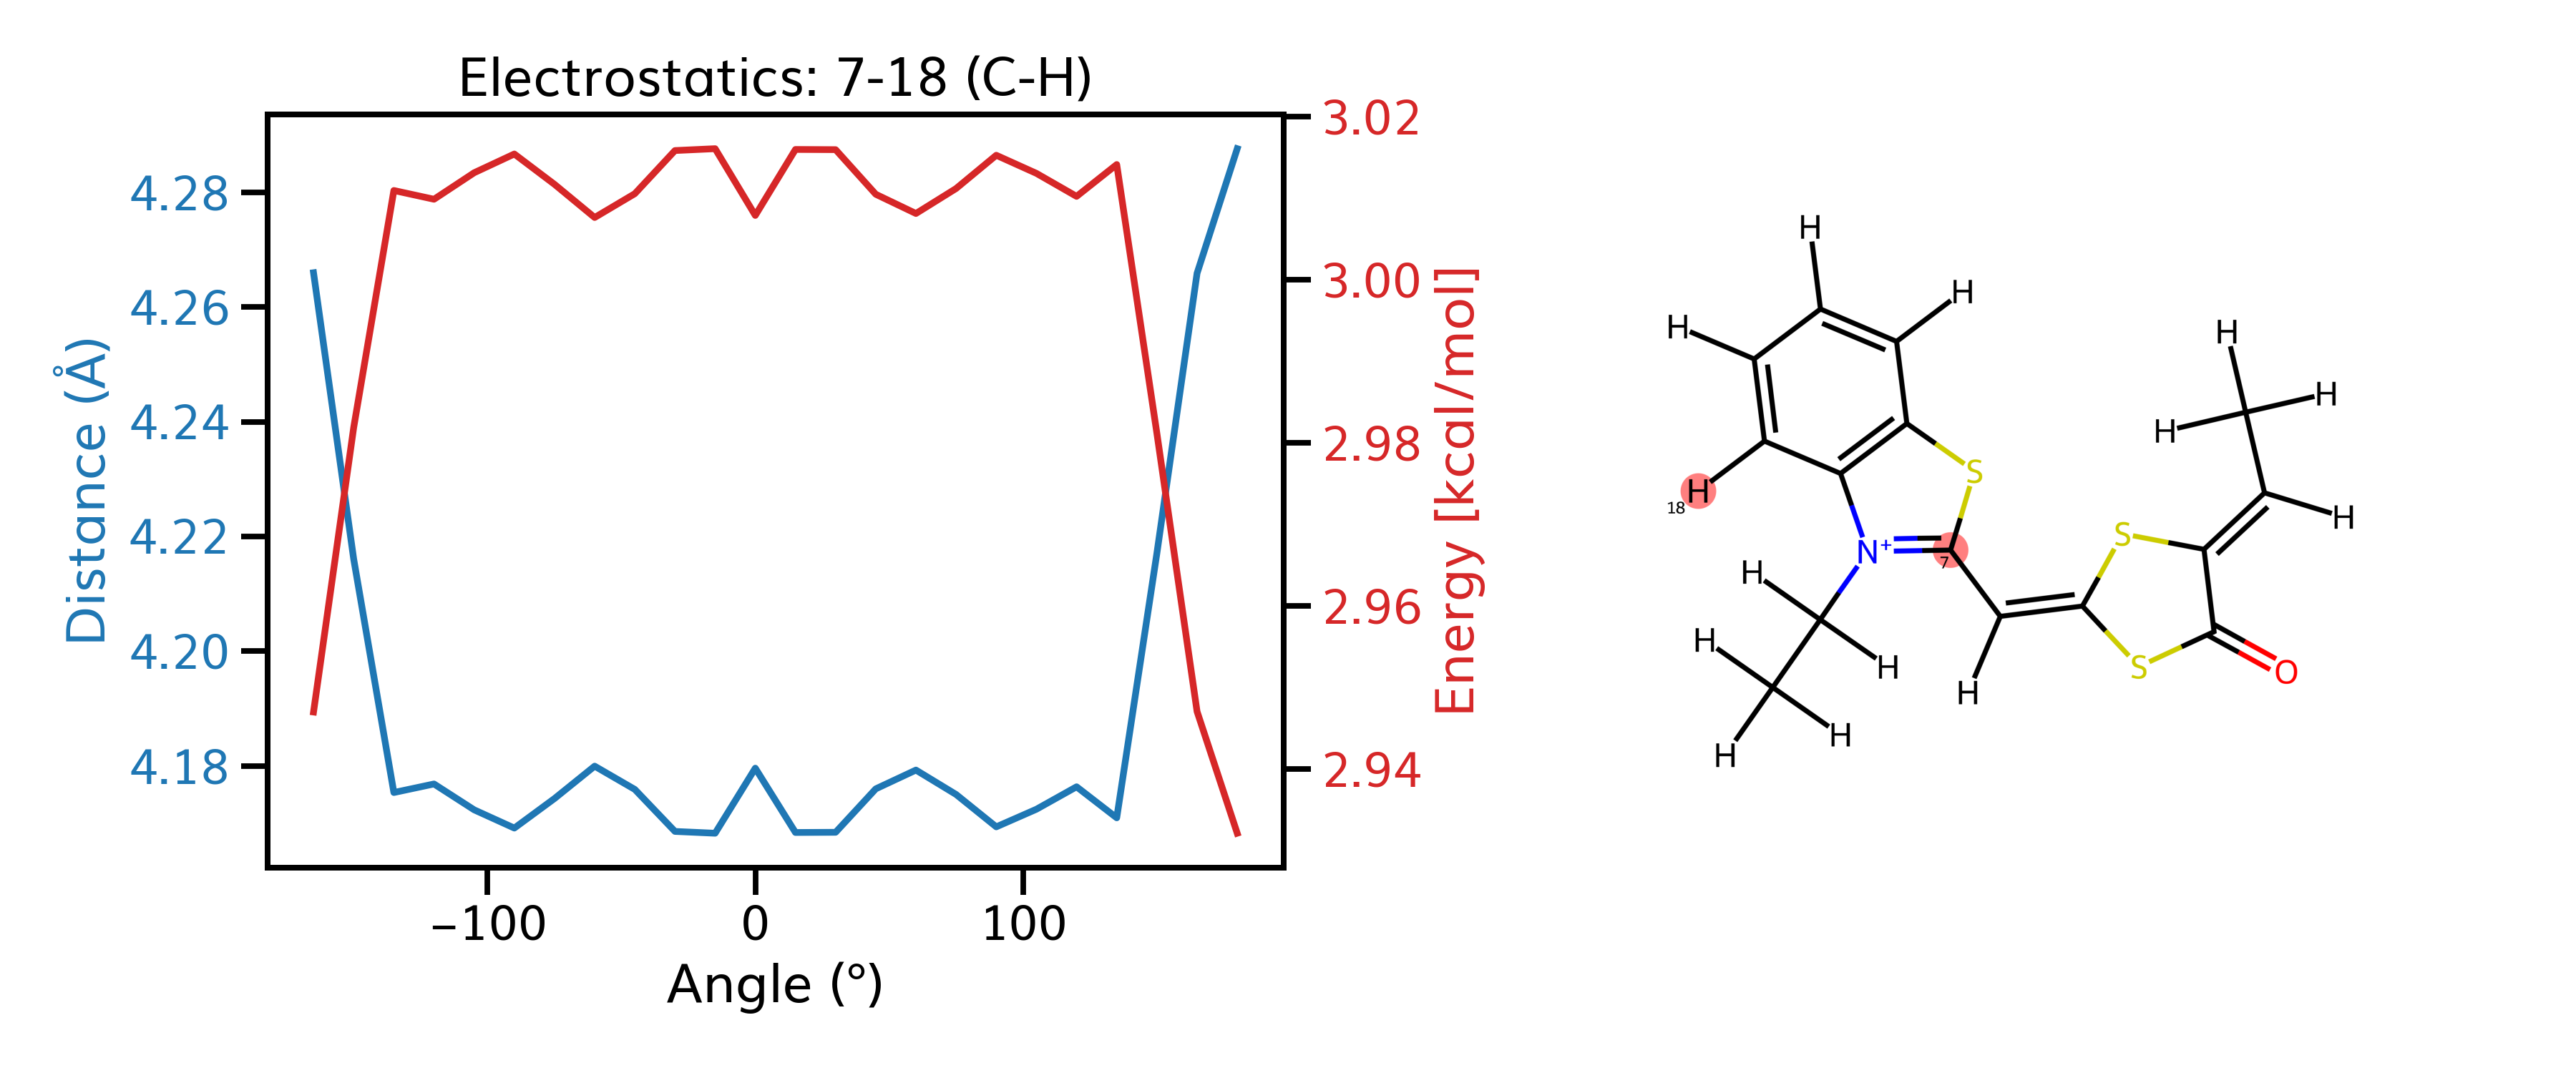 Electrostatics: 7-18 (C-H)
4.28
4.26
4.24
4.22
4.20
4.18
Distance (Å)
3.02
3.00
2.98
2.96
2.94
Energy [kcal/mol]
−100
0
100
Angle (°)
H
H
H
H
H
H
H
S
H
18
S
H
N+
7
H
H
S
O
H
H
H
H